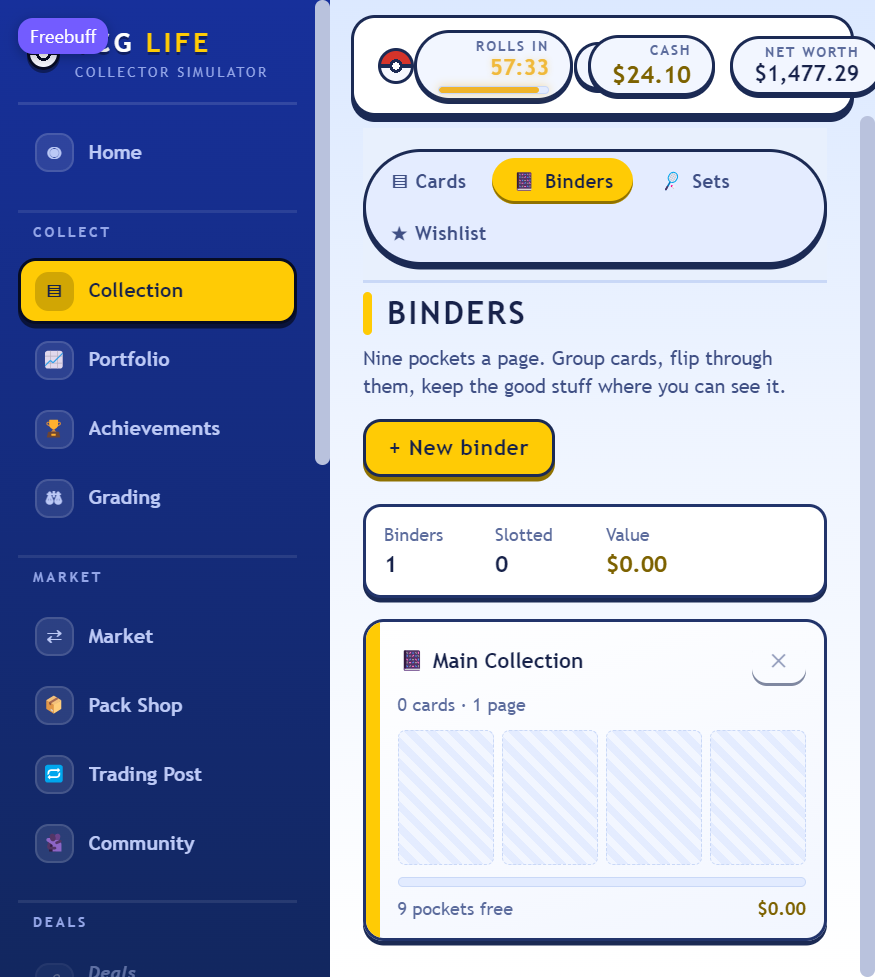 Freebuff
CG LIFE
COLLECTOR SIMULATOR
Home
COLLECT
Collection
Portfolio
Achievements
Grading
MARKET
Market
Pack Shop
Trading Post
Community
DEALS
Deals
ROLLS IN
57:33
CASH
$24.10
NET WORTH
$1,477.29
Cards
Binders
Sets
Wishlist
BINDERS
Nine pockets a page. Group cards, flip through
them, keep the good stuff where you can see it.
+ New binder
Binders Slotted Value
1 0 $0.00
Main Collection
0 cards · 1 page
9 pockets free $0.00